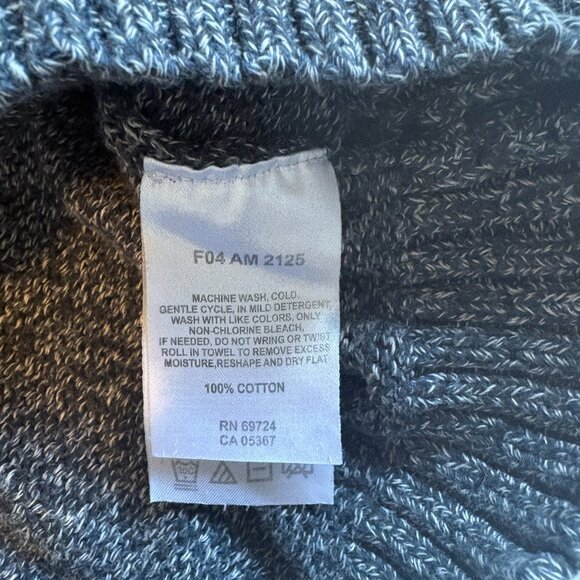 F04 AM 2125
MACHINE WASH, COLD,
GENTLE CYCLE, IN MILD DETERGENT
WASH WITH LIKE COLORS, ONLY
NON-CHLORINE BLEACH,
IF NEEDED, DO NOT WRING OR TWIST
ROLL IN TOWEL TO REMOVE EXCESS
MOISTURE,RESHAPE AND DRY FLAT
100% COTTON
RN 69724
CA 05367